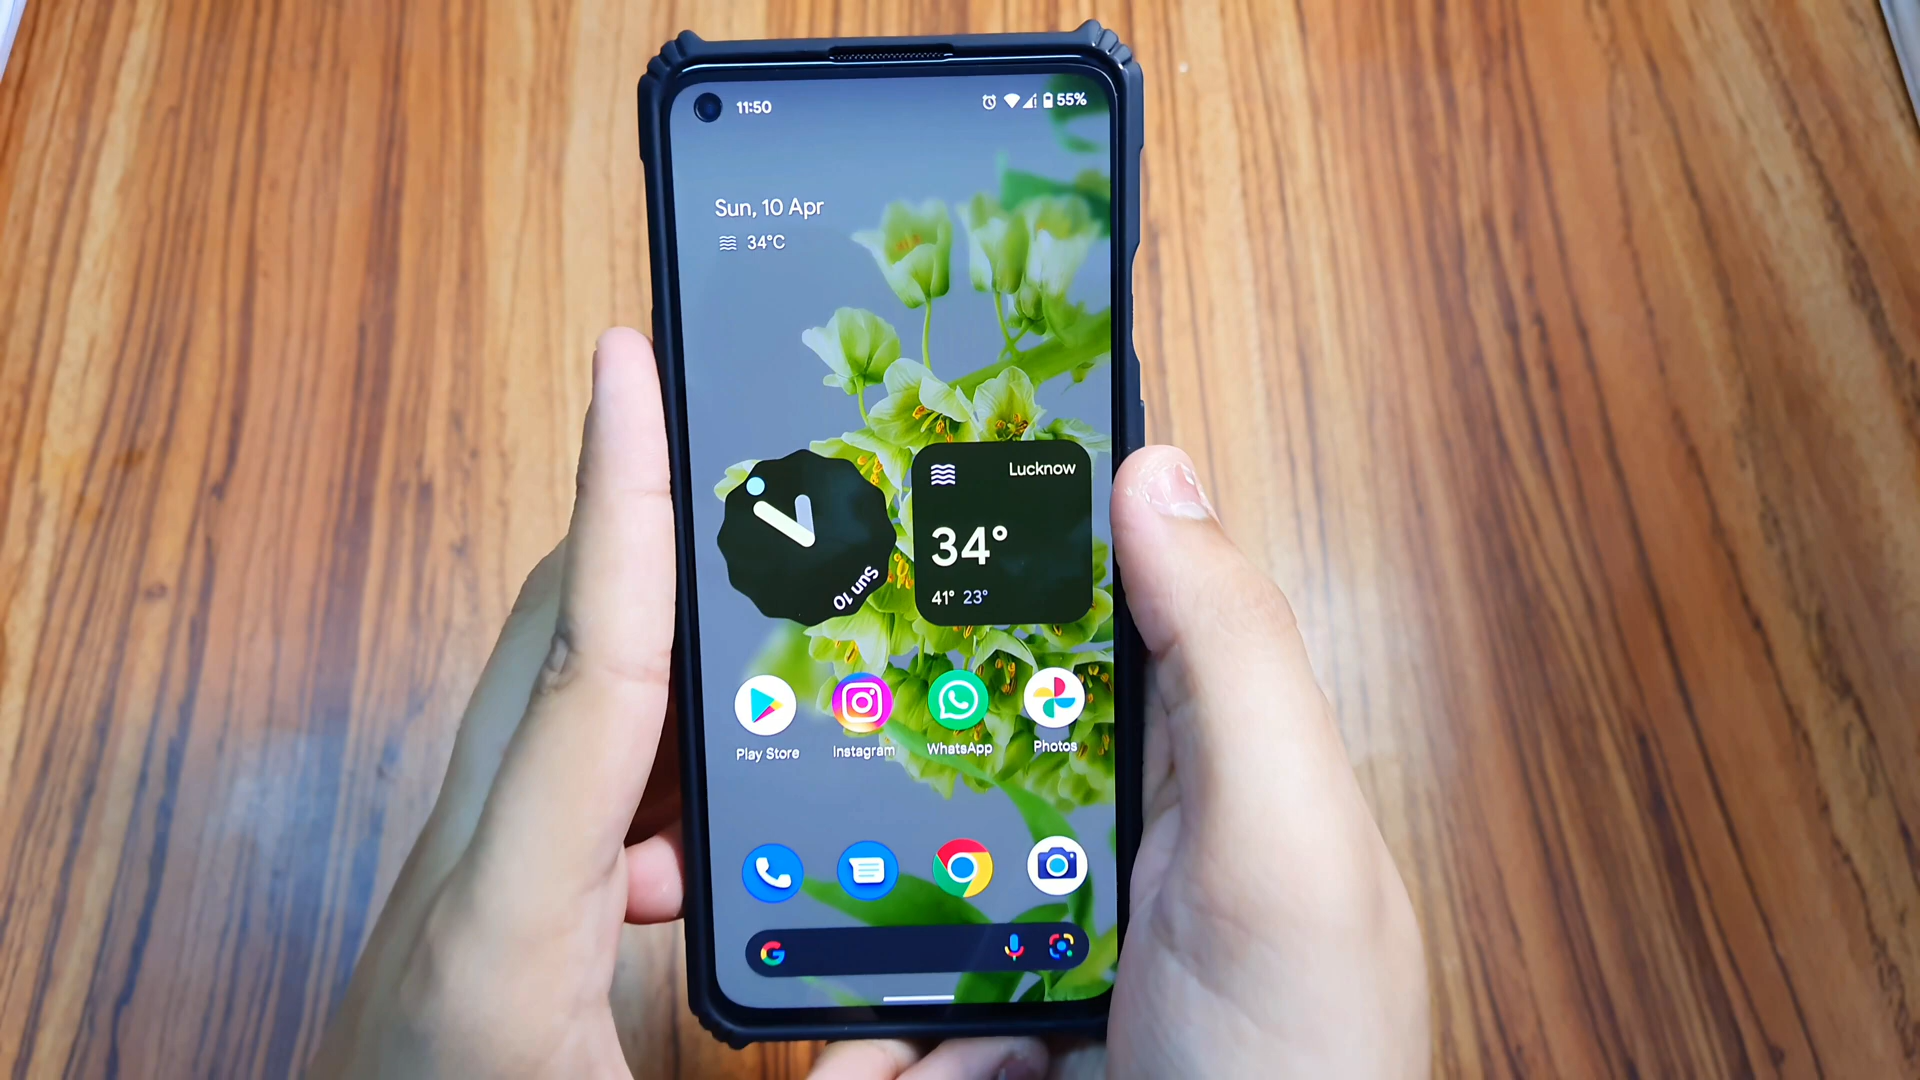 11:50
55%
Sun, 10 Apr
34°C
Sun 10
Lucknow
34°
41° 23°
Play Store
Instagram
WhatsApp
Photos
G